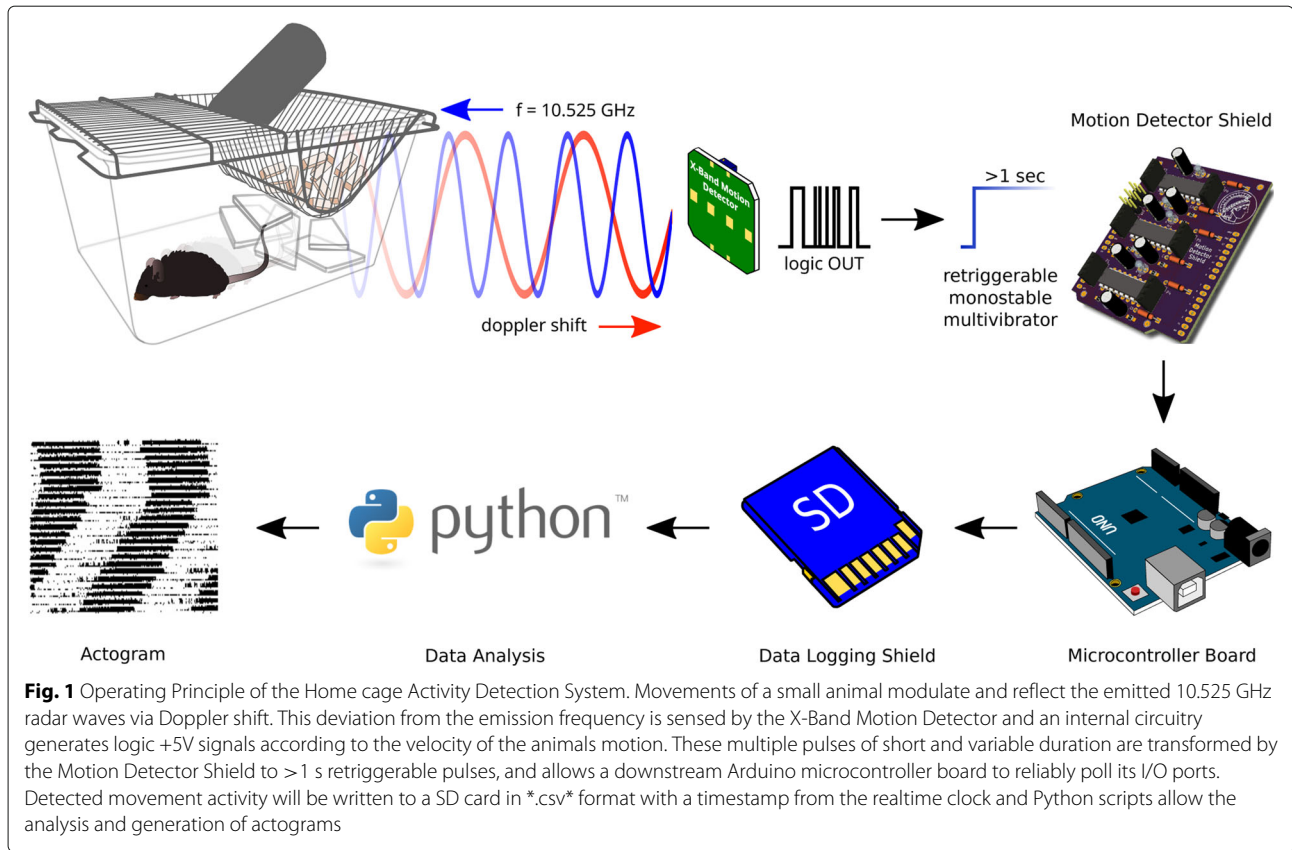 f = 10.525 GHz
Motion Detector Shield
X-Band Motion
Detector
>1 sec
logic OUT
retriggerable
monostable
multivibrator
doppler shift
Motion
Detector
Shield
SD
python™
UNO
Actogram
Data Analysis
Data Logging Shield
Microcontroller Board
Fig. 1 Operating Principle of the Home cage Activity Detection System. Movements of a small animal modulate and reflect the emitted 10.525 GHz
radar waves via Doppler shift. This deviation from the emission frequency is sensed by the X-Band Motion Detector and an internal circuitry
generates logic +5V signals according to the velocity of the animals motion. These multiple pulses of short and variable duration are transformed by
the Motion Detector Shield to >1 s retriggerable pulses, and allows a downstream Arduino microcontroller board to reliably poll its I/O ports.
Detected movement activity will be written to a SD card in *.csv* format with a timestamp from the realtime clock and Python scripts allow the
analysis and generation of actograms